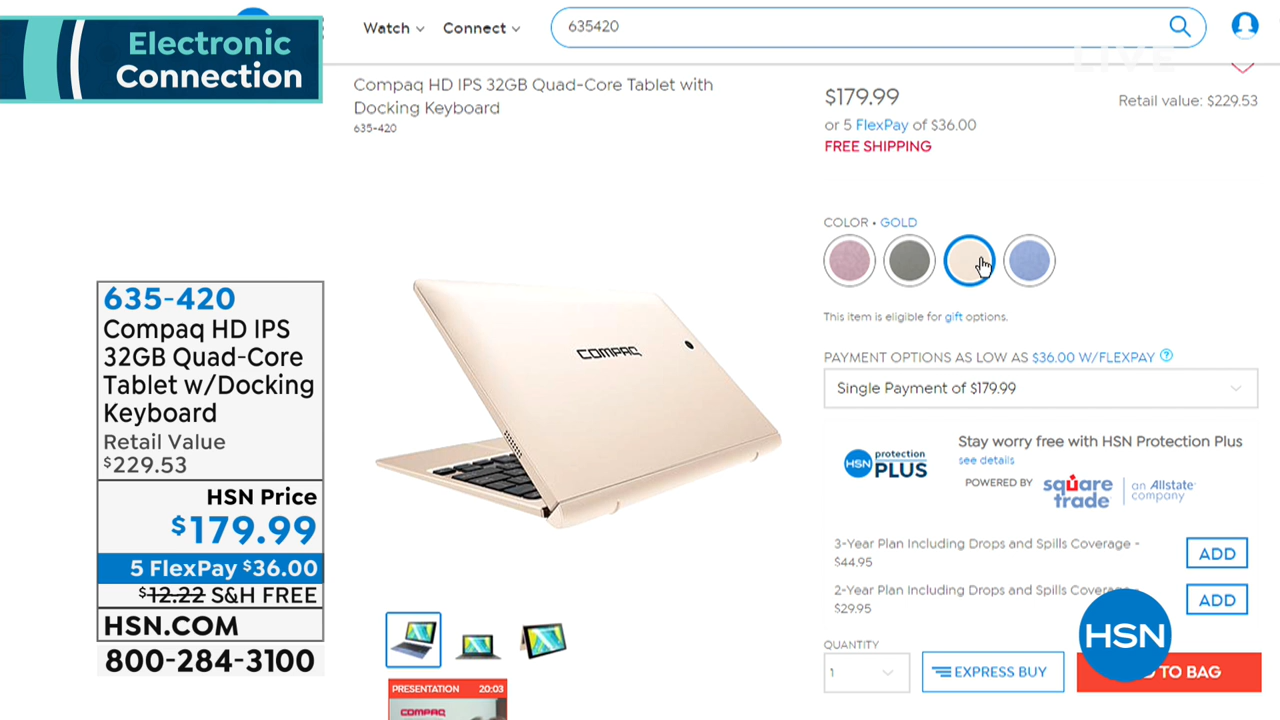 Electronic
Connection
Watch
Connect
635420
LIVE
Compaq HD IPS 32GB Quad-Core Tablet with
Docking Keyboard
635-420
$179.99
Retail value: $229.53
or 5 FlexPay of $36.00
FREE SHIPPING
COLOR • GOLD
This item is eligible for gift options.
PAYMENT OPTIONS AS LOW AS $36.00 W/FLEXPAY ?
Single Payment of $179.99
HSN protection PLUS
Stay worry free with HSN Protection Plus
see details
POWERED BY
square
trade
an Allstate
company
3-Year Plan Including Drops and Spills Coverage -
$44.95
ADD
2-Year Plan Including Drops and Spills Coverage -
$29.95
ADD
QUANTITY
1
EXPRESS BUY
TO BAG
HSN
COMPAQ
PRESENTATION 20:03
COMPAQ
635-420
Compaq HD IPS
32GB Quad-Core
Tablet w/Docking
Keyboard
Retail Value
$229.53
HSN Price
$179.99
5 FlexPay $36.00
$12.22 S&H FREE
HSN.COM
800-284-3100